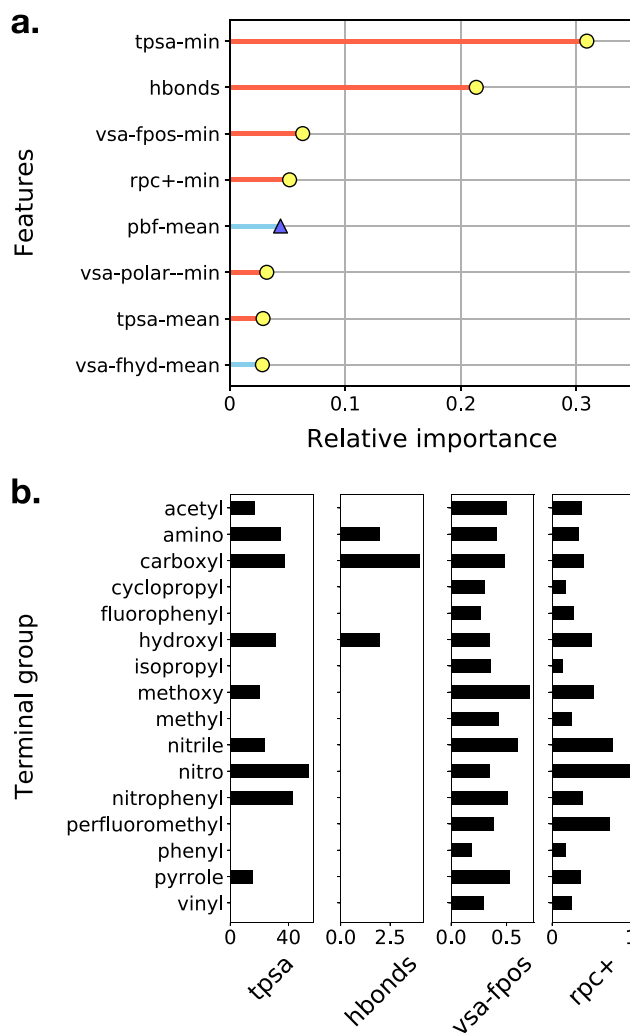 a.
Features
tpsa-min
hbonds
vsa-fpos-min
rpc+-min
pbf-mean
vsa-polar--min
tpsa-mean
vsa-fhyd-mean
0 0.1 0.2 0.3
Relative importance
b.
Terminal group
acetyl
amino
carboxyl
cyclopropyl
fluorophenyl
hydroxyl
isopropyl
methoxy
methyl
nitrile
nitro
nitrophenyl
perfluoromethyl
phenyl
pyrrole
vinyl
0 40 0.0 2.5 0.0 0.5 0 1
tpsa hbonds vsa-fpos rpc+